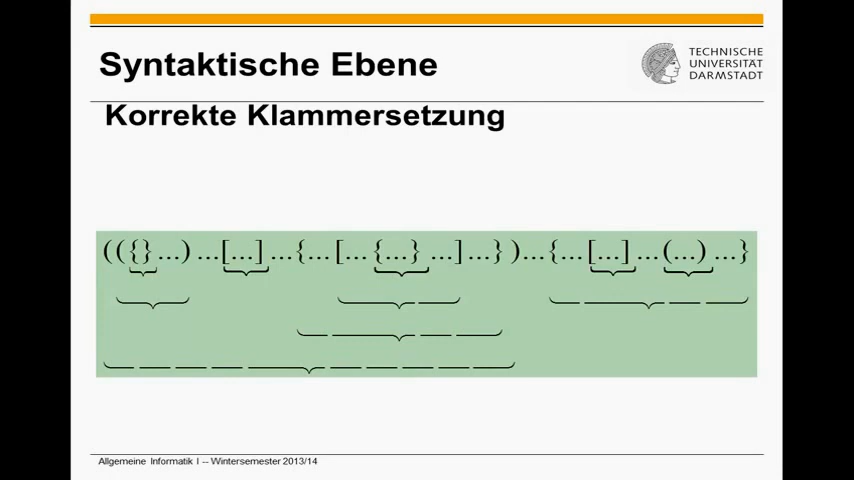 Syntaktische Ebene
TECHNISCHE
UNIVERSITÄT
DARMSTADT
Korrekte Klammersetzung
(({}...)...[...]...{...[...{...}...]...})...{...[...]...(...)...}
Allgemeine Informatik I -- Wintersemester 2013/14